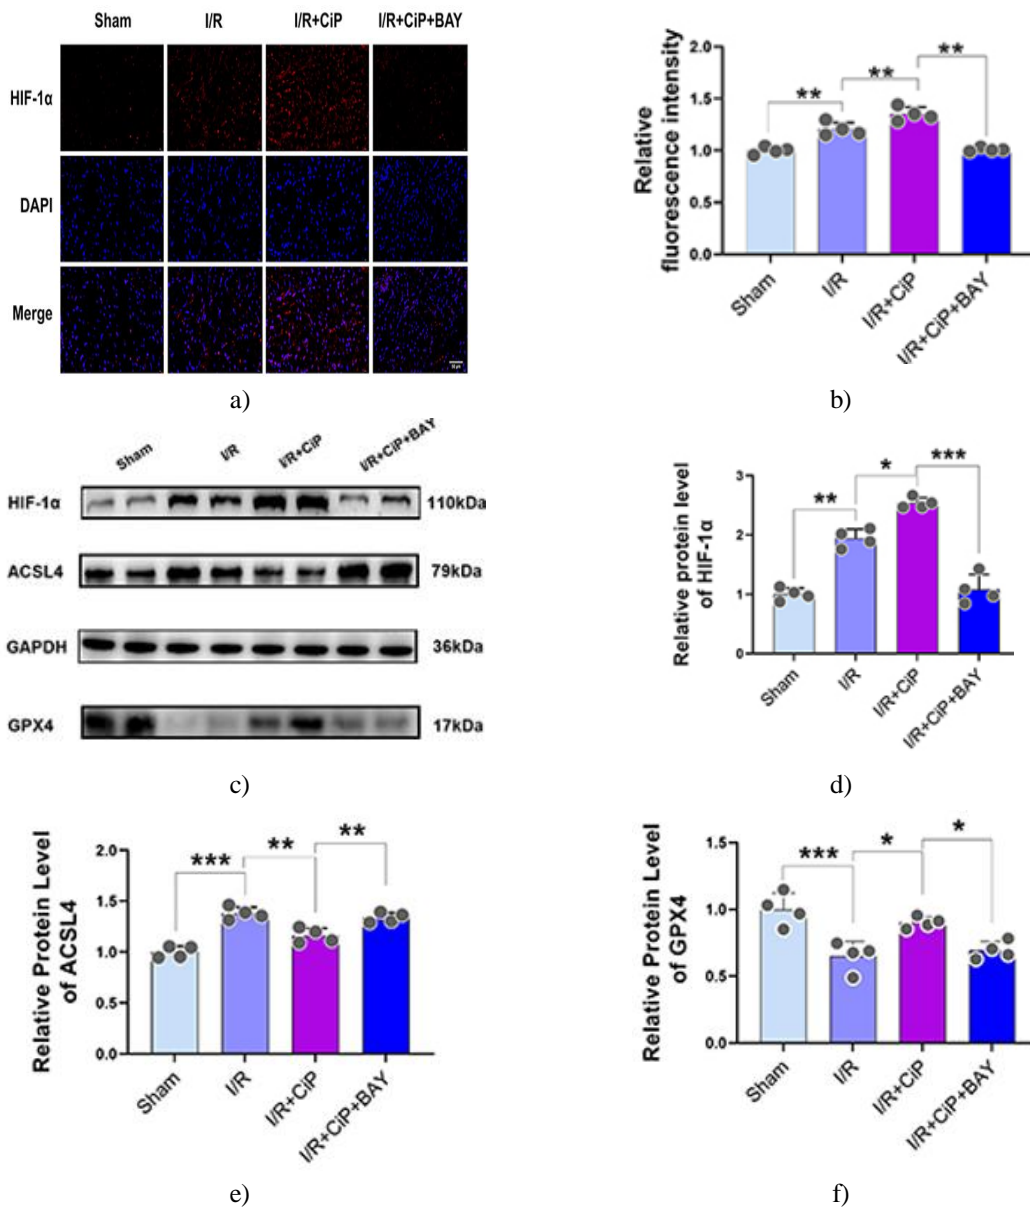 Sham I/R I/R+CiP I/R+CiP+BAY
HIF-1α
DAPI
Merge
a)
Relative
fluorescence intensity
2.0
1.5
1.0
0.5
0.0
** ** **
Sham I/R I/R+CiP I/R+CiP+BAY
b)
Sham I/R I/R+CiP I/R+CiP+BAY
HIF-1α 110kDa
ACSL4 79kDa
GAPDH 36kDa
GPX4 17kDa
c)
Relative protein level
of HIF-1α
3
2
1
0
** * ***
Sham I/R I/R+CiP I/R+CiP+BAY
d)
Relative Protein Level
of ACSL4
2.0
1.5
1.0
0.5
0.0
*** ** **
Sham I/R I/R+CiP I/R+CiP+BAY
e)
Relative Protein Level
of GPX4
1.5
1.0
0.5
0.0
*** * *
Sham I/R I/R+CiP I/R+CiP+BAY
f)